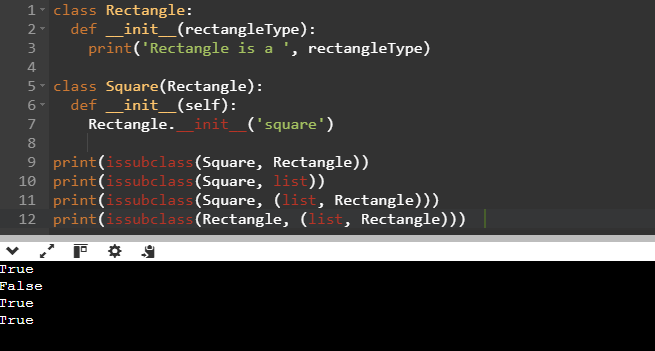 1 class Rectangle:
2   def __init__(rectangleType):
3     print('Rectangle is a ', rectangleType)
4
5 class Square(Rectangle):
6   def __init__(self):
7     Rectangle.__init__('square')
8
9 print(issubclass(Square, Rectangle))
10 print(issubclass(Square, list))
11 print(issubclass(Square, (list, Rectangle)))
12 print(issubclass(Rectangle, (list, Rectangle)))
True
False
True
True